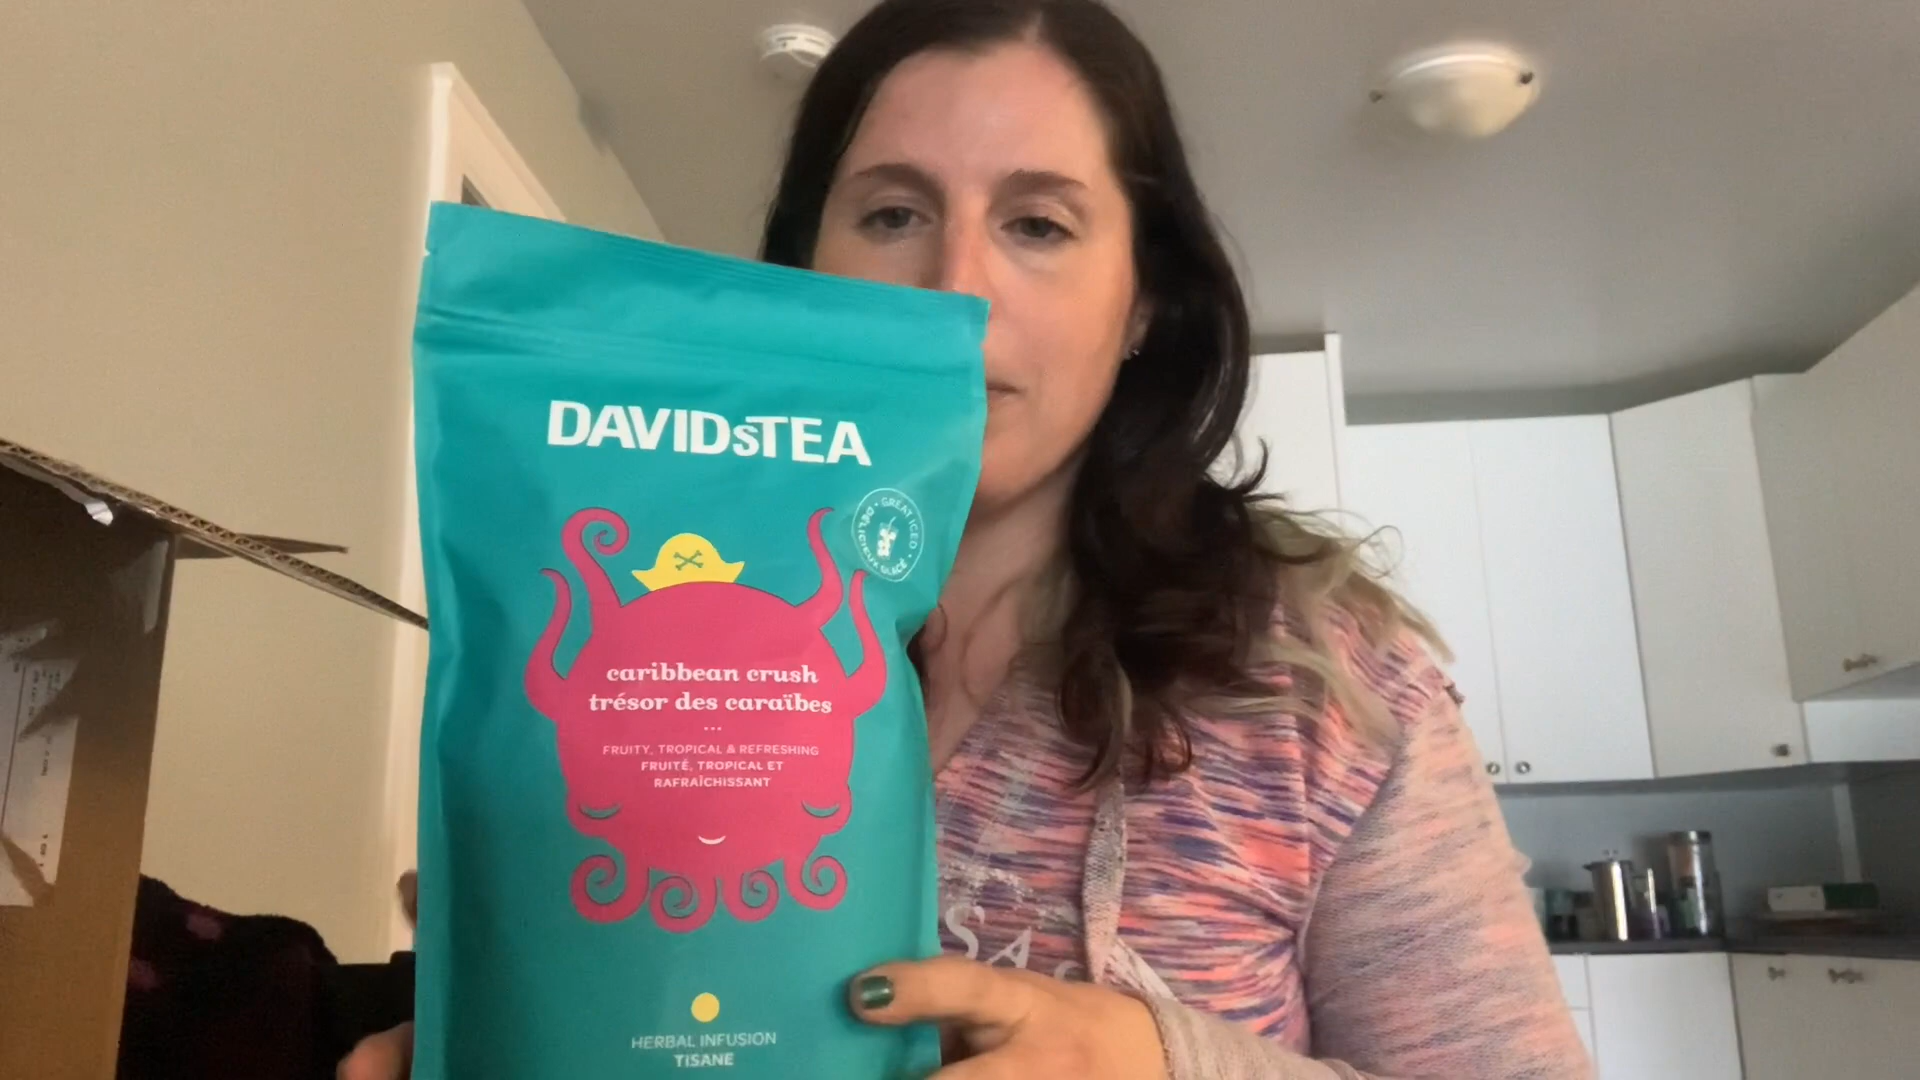 DAVIDsTEA
GREAT ICED • DÉLICIEUX GLACÉ •
caribbean crush
trésor des caraïbes
...
FRUITY, TROPICAL & REFRESHING
FRUITÉ, TROPICAL ET
RAFRAÎCHISSANT
HERBAL INFUSION
TISANE